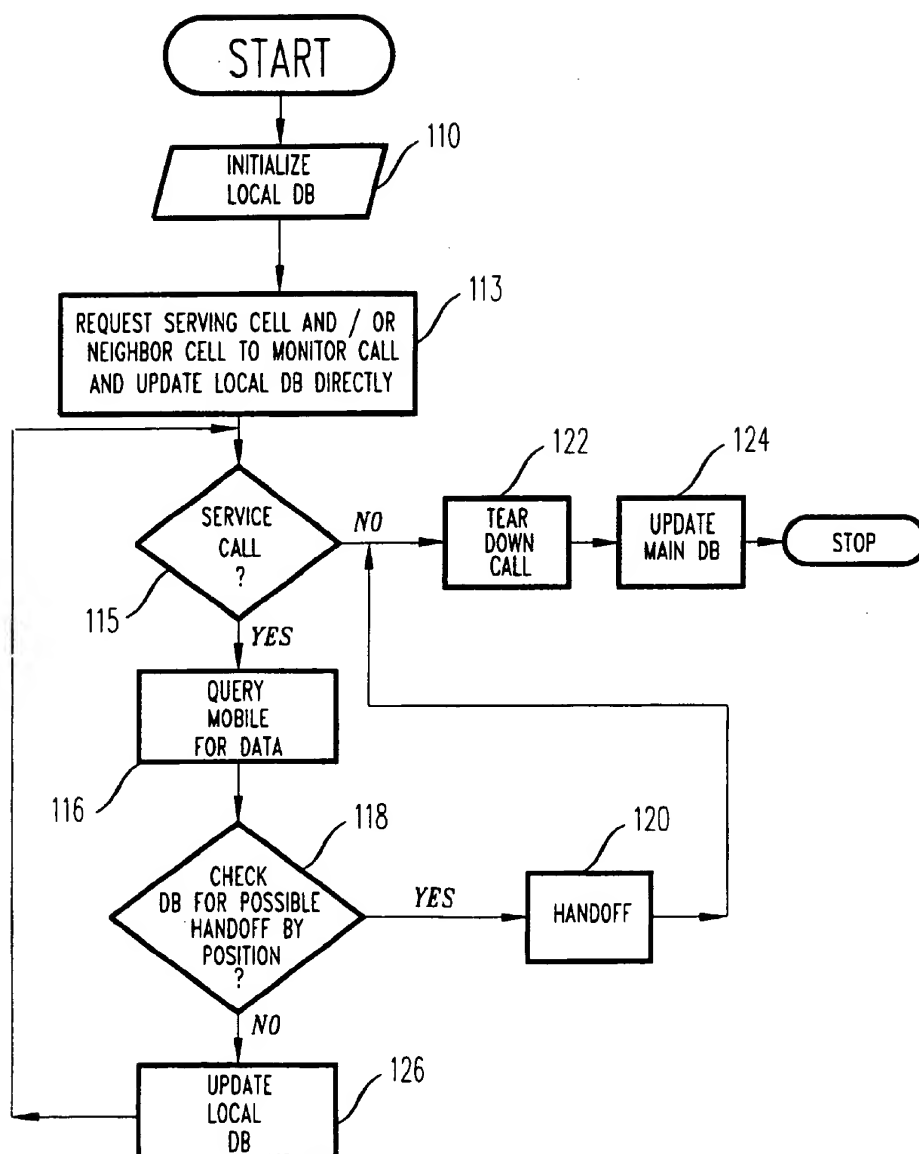 START
110
INITIALIZE
LOCAL DB
113
REQUEST SERVING CELL AND / OR
NEIGHBOR CELL TO MONITOR CALL
AND UPDATE LOCAL DB DIRECTLY
122
124
SERVICE
CALL
?
NO
TEAR
DOWN
CALL
UPDATE
MAIN DB
STOP
115
YES
QUERY
MOBILE
FOR DATA
116
118
120
CHECK
DB FOR POSSIBLE
HANDOFF BY
POSITION
?
YES
HANDOFF
NO
UPDATE
LOCAL
DB
126